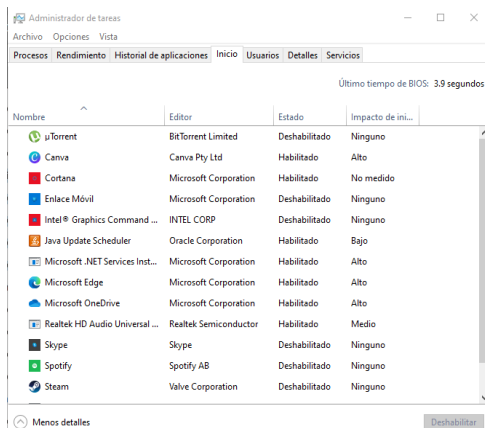 Administrador de tareas
Archivo Opciones Vista
Procesos Rendimiento Historial de aplicaciones Inicio Usuarios Detalles Servicios
Último tiempo de BIOS: 3.9 segundos
Nombre Editor Estado Impacto de ini...
µTorrent BitTorrent Limited Deshabilitado Ninguno
Canva Canva Pty Ltd Habilitado Alto
Cortana Microsoft Corporation Habilitado No medido
Enlace Móvil Microsoft Corporation Deshabilitado Ninguno
Intel® Graphics Command ... INTEL CORP Deshabilitado Ninguno
Java Update Scheduler Oracle Corporation Habilitado Bajo
Microsoft .NET Services Inst... Microsoft Corporation Habilitado Alto
Microsoft Edge Microsoft Corporation Habilitado Alto
Microsoft OneDrive Microsoft Corporation Habilitado Alto
Realtek HD Audio Universal ... Realtek Semiconductor Habilitado Medio
Skype Skype Deshabilitado Ninguno
Spotify Spotify AB Deshabilitado Ninguno
Steam Valve Corporation Deshabilitado Ninguno
Menos detalles Deshabilitar